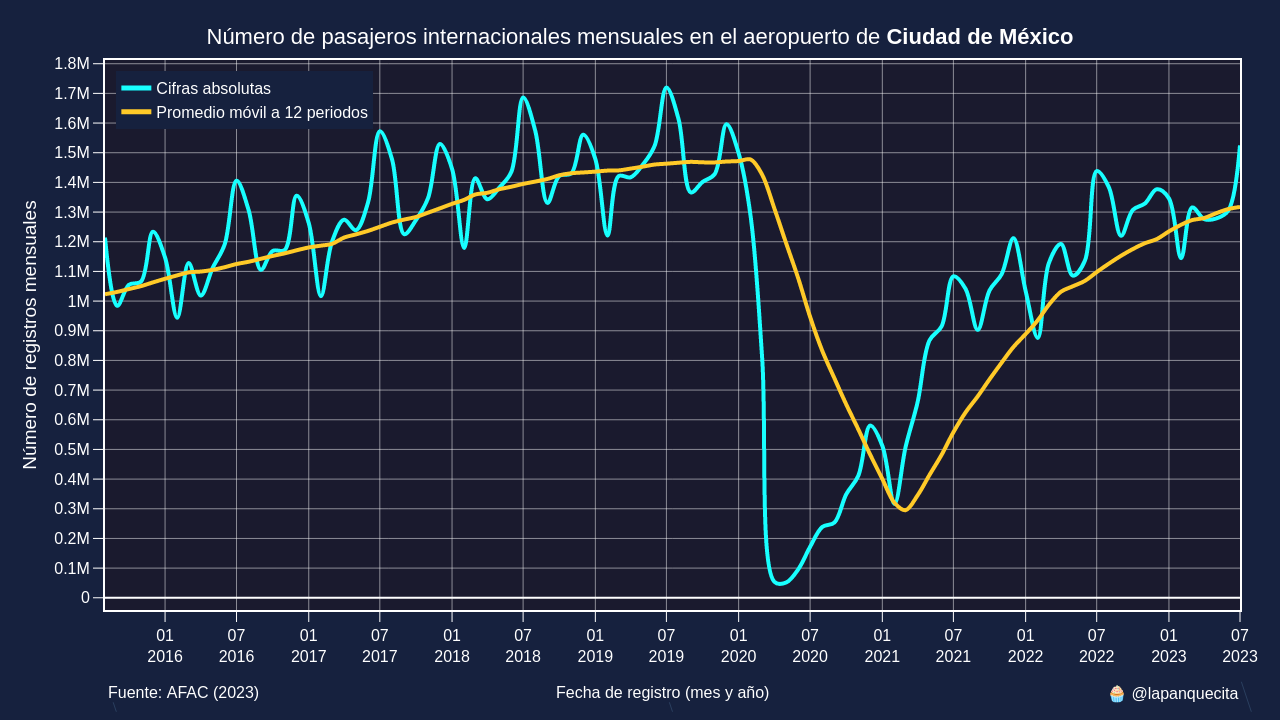 Número de pasajeros internacionales mensuales en el aeropuerto de Ciudad de México
Cifras absolutas
Promedio móvil a 12 periodos
Número de registros mensuales
1.8M
1.7M
1.6M
1.5M
1.4M
1.3M
1.2M
1.1M
1M
0.9M
0.8M
0.7M
0.6M
0.5M
0.4M
0.3M
0.2M
0.1M
0
01 07 01 07 01 07 01 07 01 07 01 07 01 07 01 07
2016 2016 2017 2017 2018 2018 2019 2019 2020 2020 2021 2021 2022 2022 2023 2023
Fuente: AFAC (2023) Fecha de registro (mes y año) 🧁 @lapanquecita